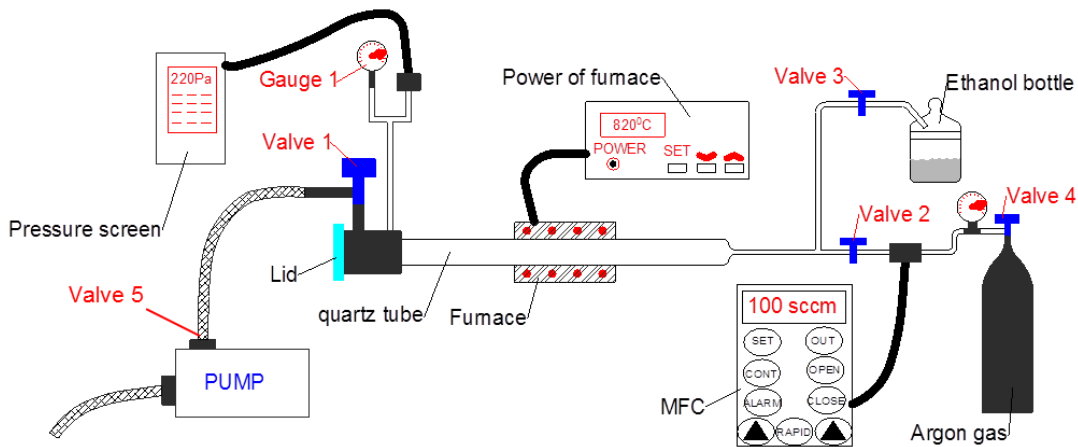 220Pa
Gauge 1
Valve 1
Pressure screen
Lid
Valve 5
PUMP
quartz tube
Furnace
Power of furnace
820⁰C
POWER
SET
Valve 3
Ethanol bottle
Valve 2
Valve 4
100 sccm
SET
OUT
CONT
OPEN
ALARM
CLOSE
RAPID
MFC
Argon gas